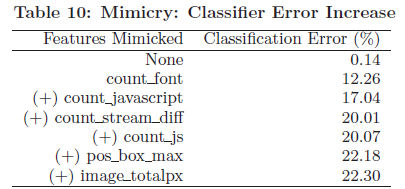 Table 10: Mimicry: Classifier Error Increase
Features Mimicked Classification Error (%)
None 0.14
count_font 12.26
(+) count_javascript 17.04
(+) count_stream_diff 20.01
(+) count_js 20.07
(+) pos_box_max 22.18
(+) image_totalpx 22.30